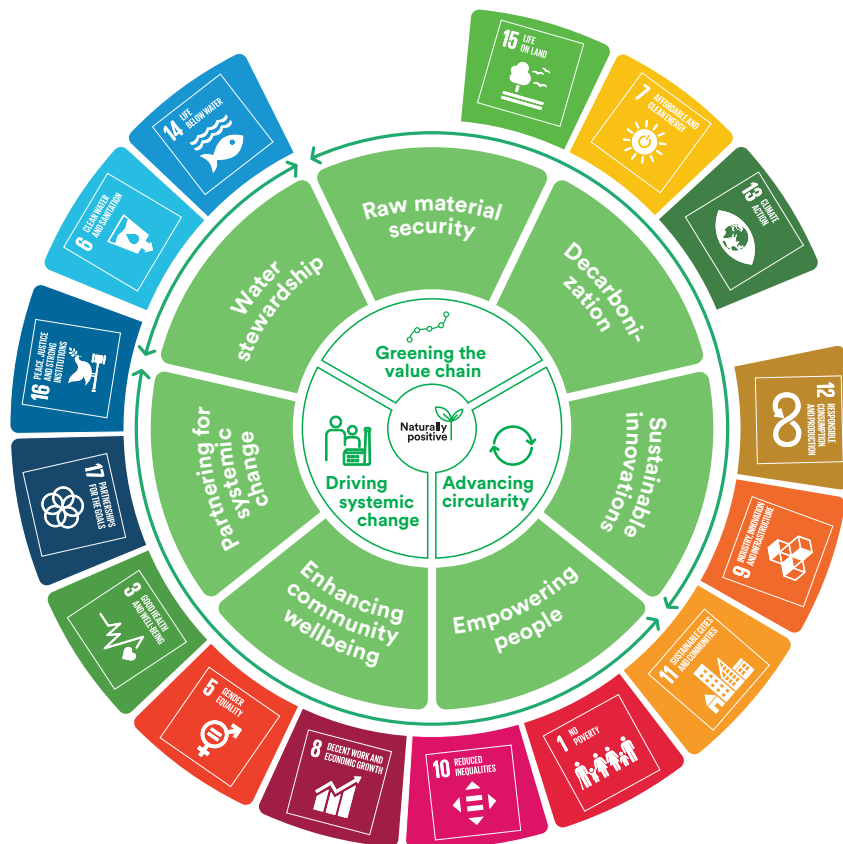 15 LIFE
ON LAND
7 AFFORDABLE AND
CLEAN ENERGY
13 CLIMATE
ACTION
12 RESPONSIBLE
CONSUMPTION
AND PRODUCTION
9 INDUSTRY, INNOVATION
AND INFRASTRUCTURE
11 SUSTAINABLE CITIES
AND COMMUNITIES
1 NO
POVERTY
10 REDUCED
INEQUALITIES
8 DECENT WORK AND
ECONOMIC GROWTH
5 GENDER
EQUALITY
3 GOOD HEALTH
AND WELL-BEING
17 PARTNERSHIPS
FOR THE GOALS
16 PEACE, JUSTICE
AND STRONG
INSTITUTIONS
6 CLEAN WATER
AND SANITATION
14 LIFE
BELOW WATER
Raw material
security
Decarboni-
zation
Sustainable
innovations
Empowering
people
Enhancing
community
wellbeing
Partnering for
systemic
change
Water
stewardship
Greening the
value chain
Advancing
circularity
Driving
systemic
change
Naturally
positive